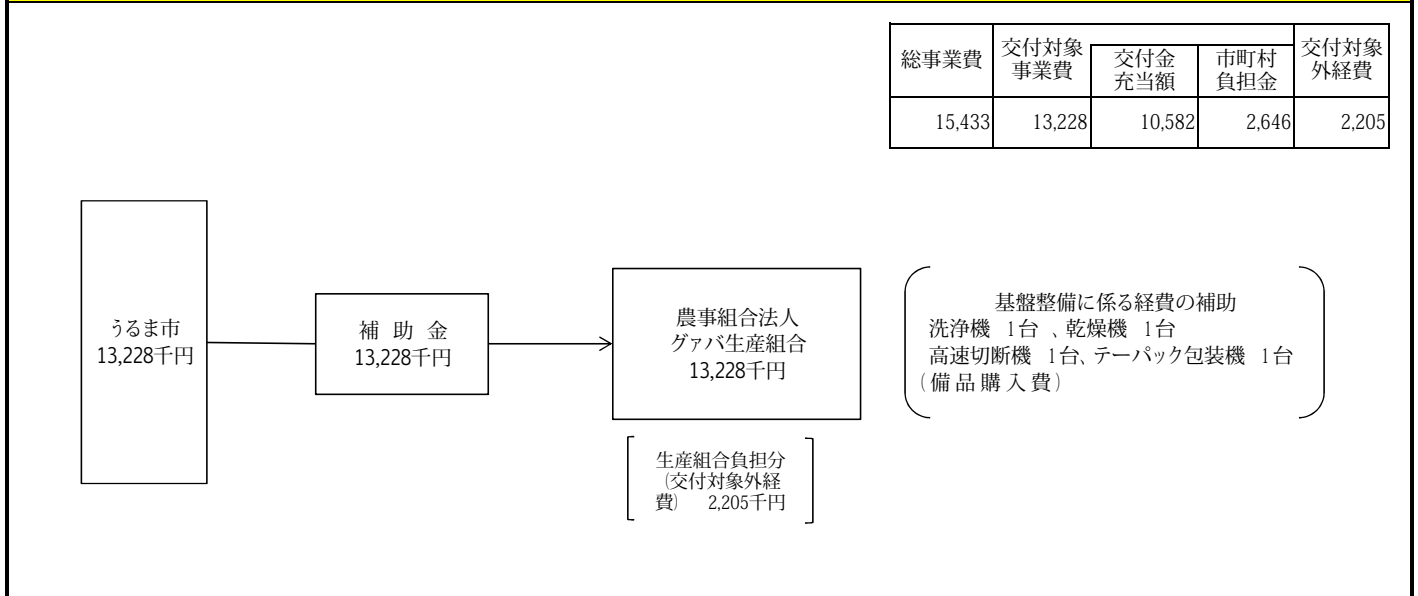 総事業費 交付対象事業費 交付金充当額 市町村負担金 交付対象外経費
15,433 13,228 10,582 2,646 2,205
うるま市
13,228千円
補 助 金
13,228千円
農事組合法人
グァバ生産組合
13,228千円
基盤整備に係る経費の補助
洗浄機 1台 、乾燥機 1台
高速切断機 1台、テーパック包装機 1台
(備品購入費)
生産組合負担分
(交付対象外経
費) 2,205千円